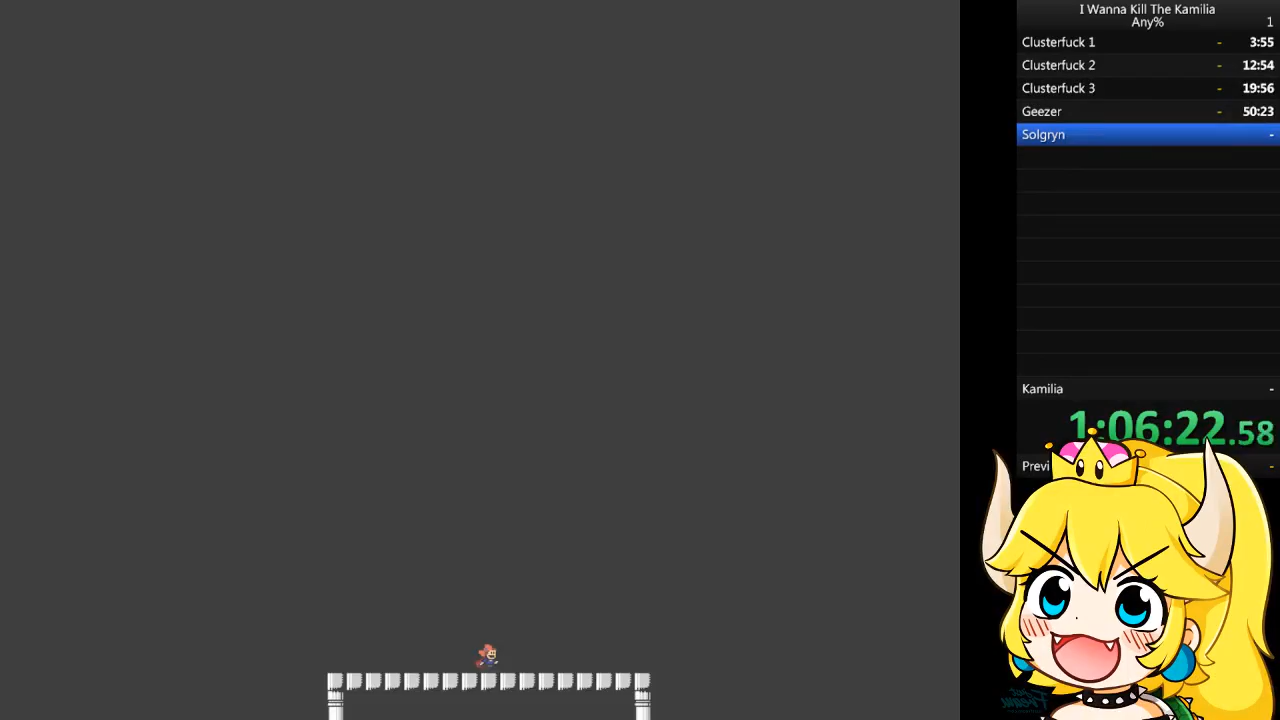 I Wanna Kill The Kamilia
Any% 1
Clusterfuck 1 - 3:55
Clusterfuck 2 - 12:54
Clusterfuck 3 - 19:56
Geezer - 50:23
Solgryn -
Kamilia -
1:06:22.58
Previ -